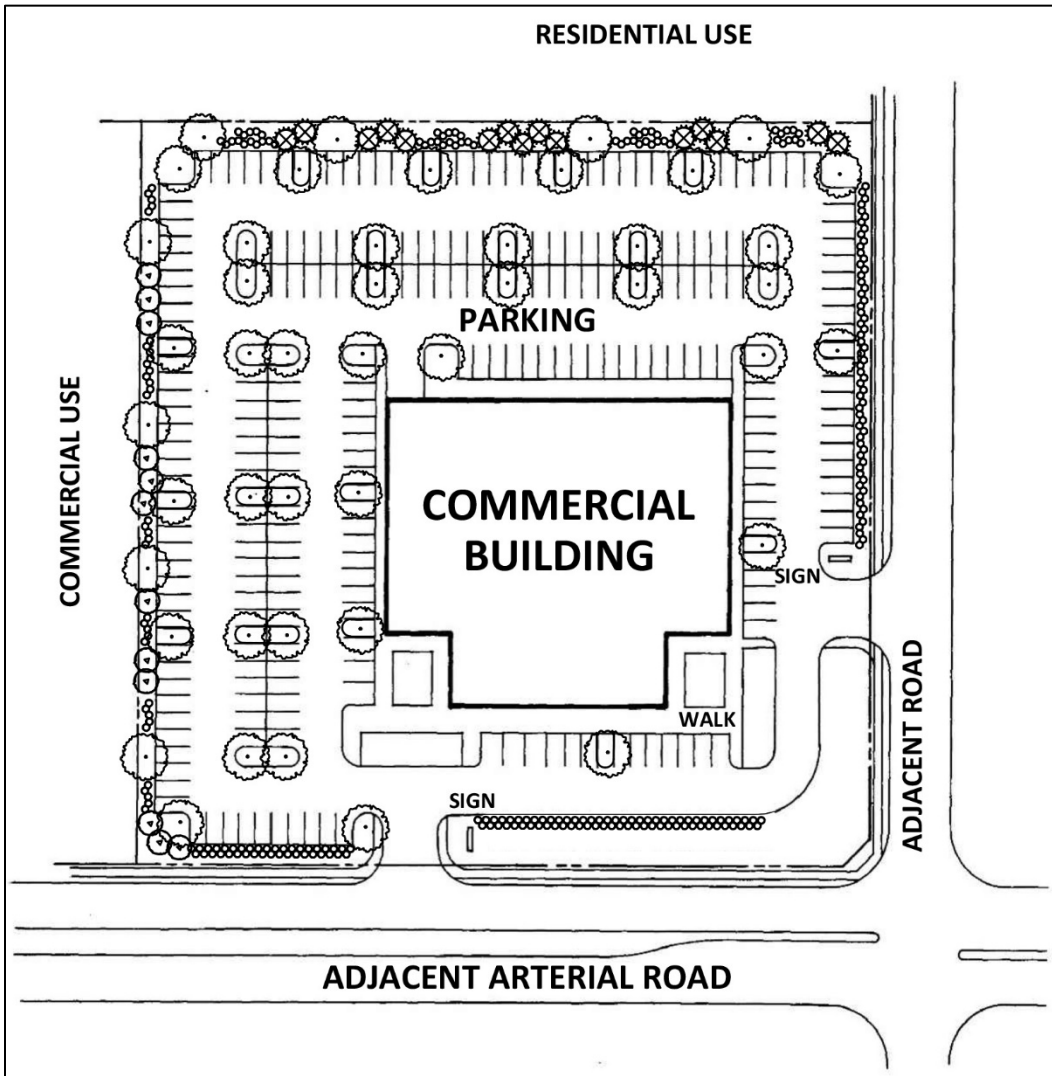 RESIDENTIAL USE
PARKING
COMMERCIAL USE
COMMERCIAL
BUILDING
SIGN
WALK
ADJACENT ROAD
SIGN
ADJACENT ARTERIAL ROAD